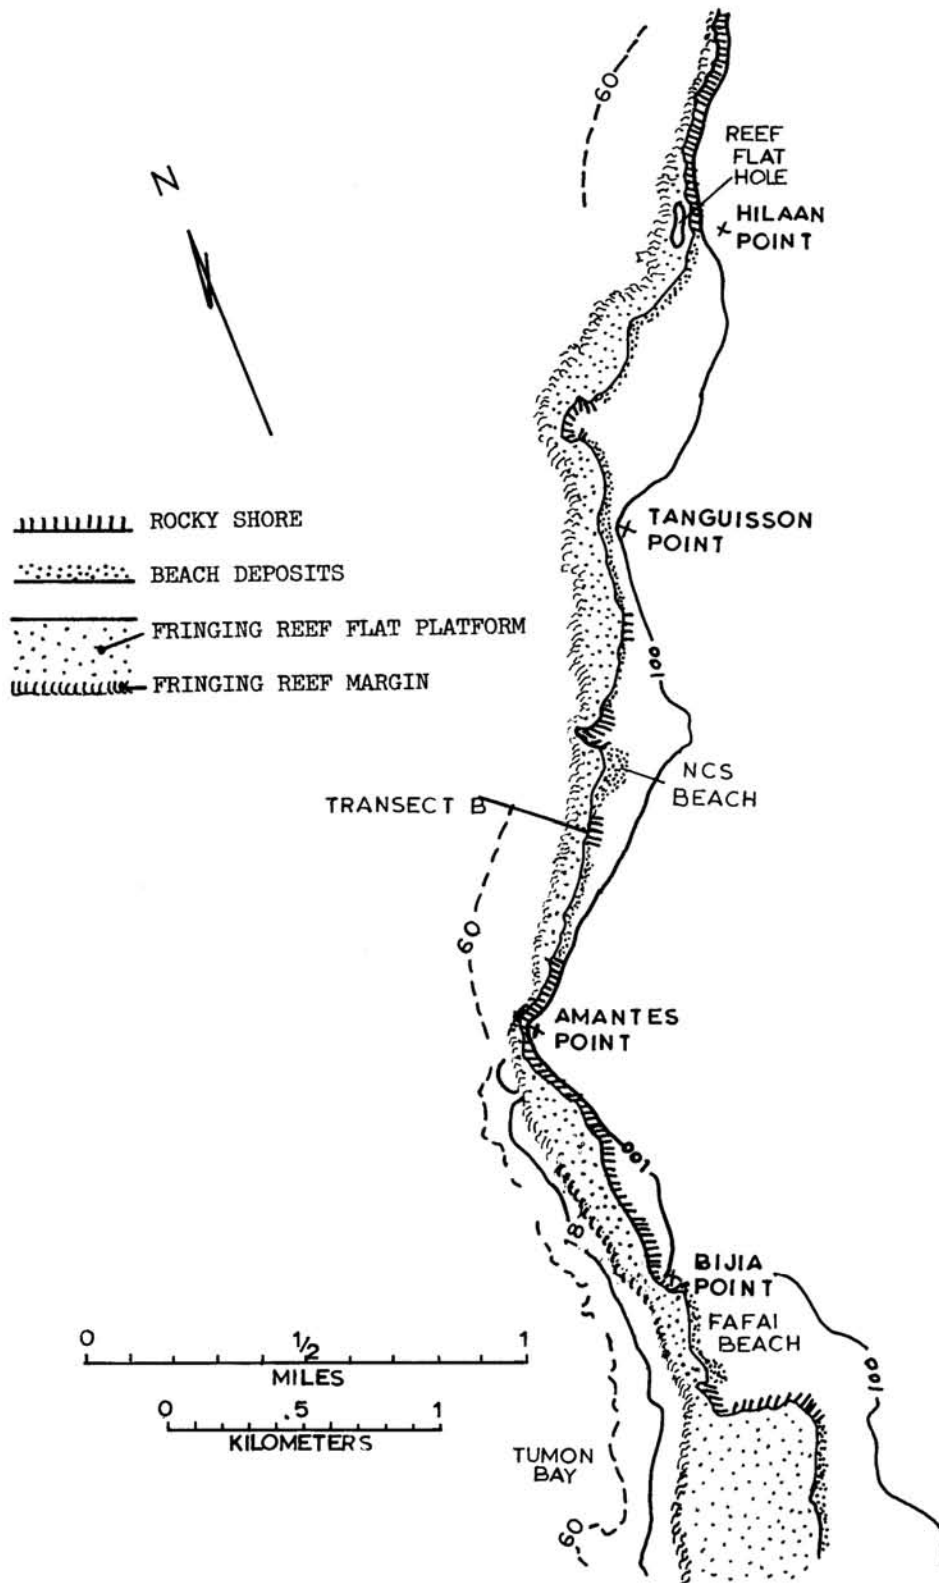 60
REEF
FLAT
HOLE
N
HILAAN
POINT
ROCKY SHORE
TANGUISSON
POINT
BEACH DEPOSITS
FRINGING REEF FLAT PLATFORM
100
FRINGING REEF MARGIN
NCS
BEACH
TRANSECT B
60
AMANTES
POINT
100
18
BIJIA
POINT
FAFAI
BEACH
0 1/2 1
MILES
100
0 .5 1
KILOMETERS
TUMON
BAY
60